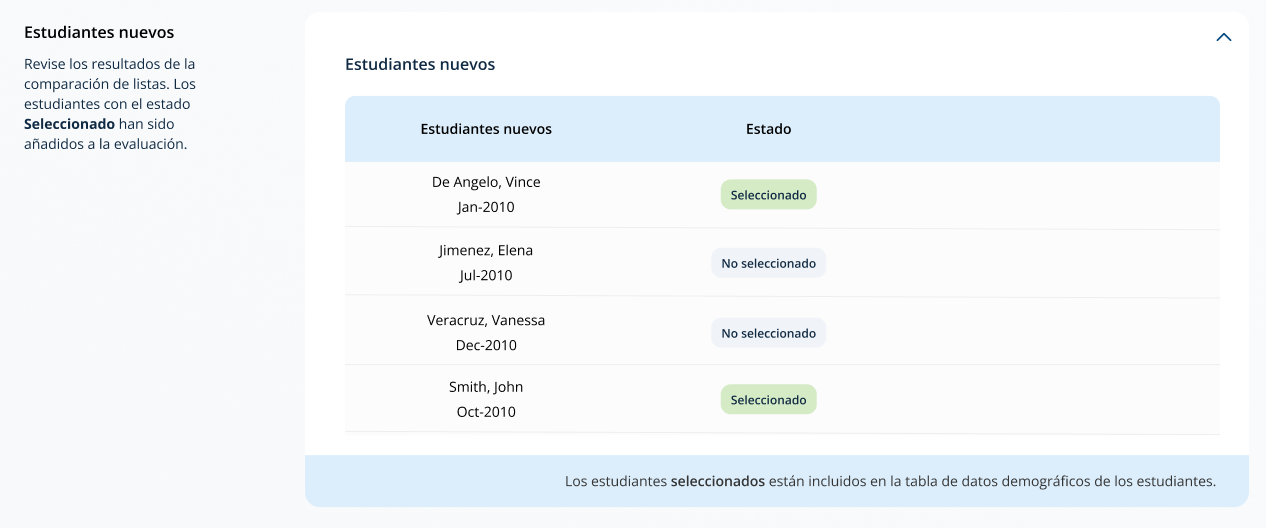 Estudiantes nuevos
Revise los resultados de la
comparación de listas. Los
estudiantes con el estado
Seleccionado han sido
añadidos a la evaluación.
Estudiantes nuevos
Estudiantes nuevos Estado
De Angelo, Vince
Jan-2010
Seleccionado
Jimenez, Elena
Jul-2010
No seleccionado
Veracruz, Vanessa
Dec-2010
No seleccionado
Smith, John
Oct-2010
Seleccionado
Los estudiantes seleccionados están incluidos en la tabla de datos demográficos de los estudiantes.